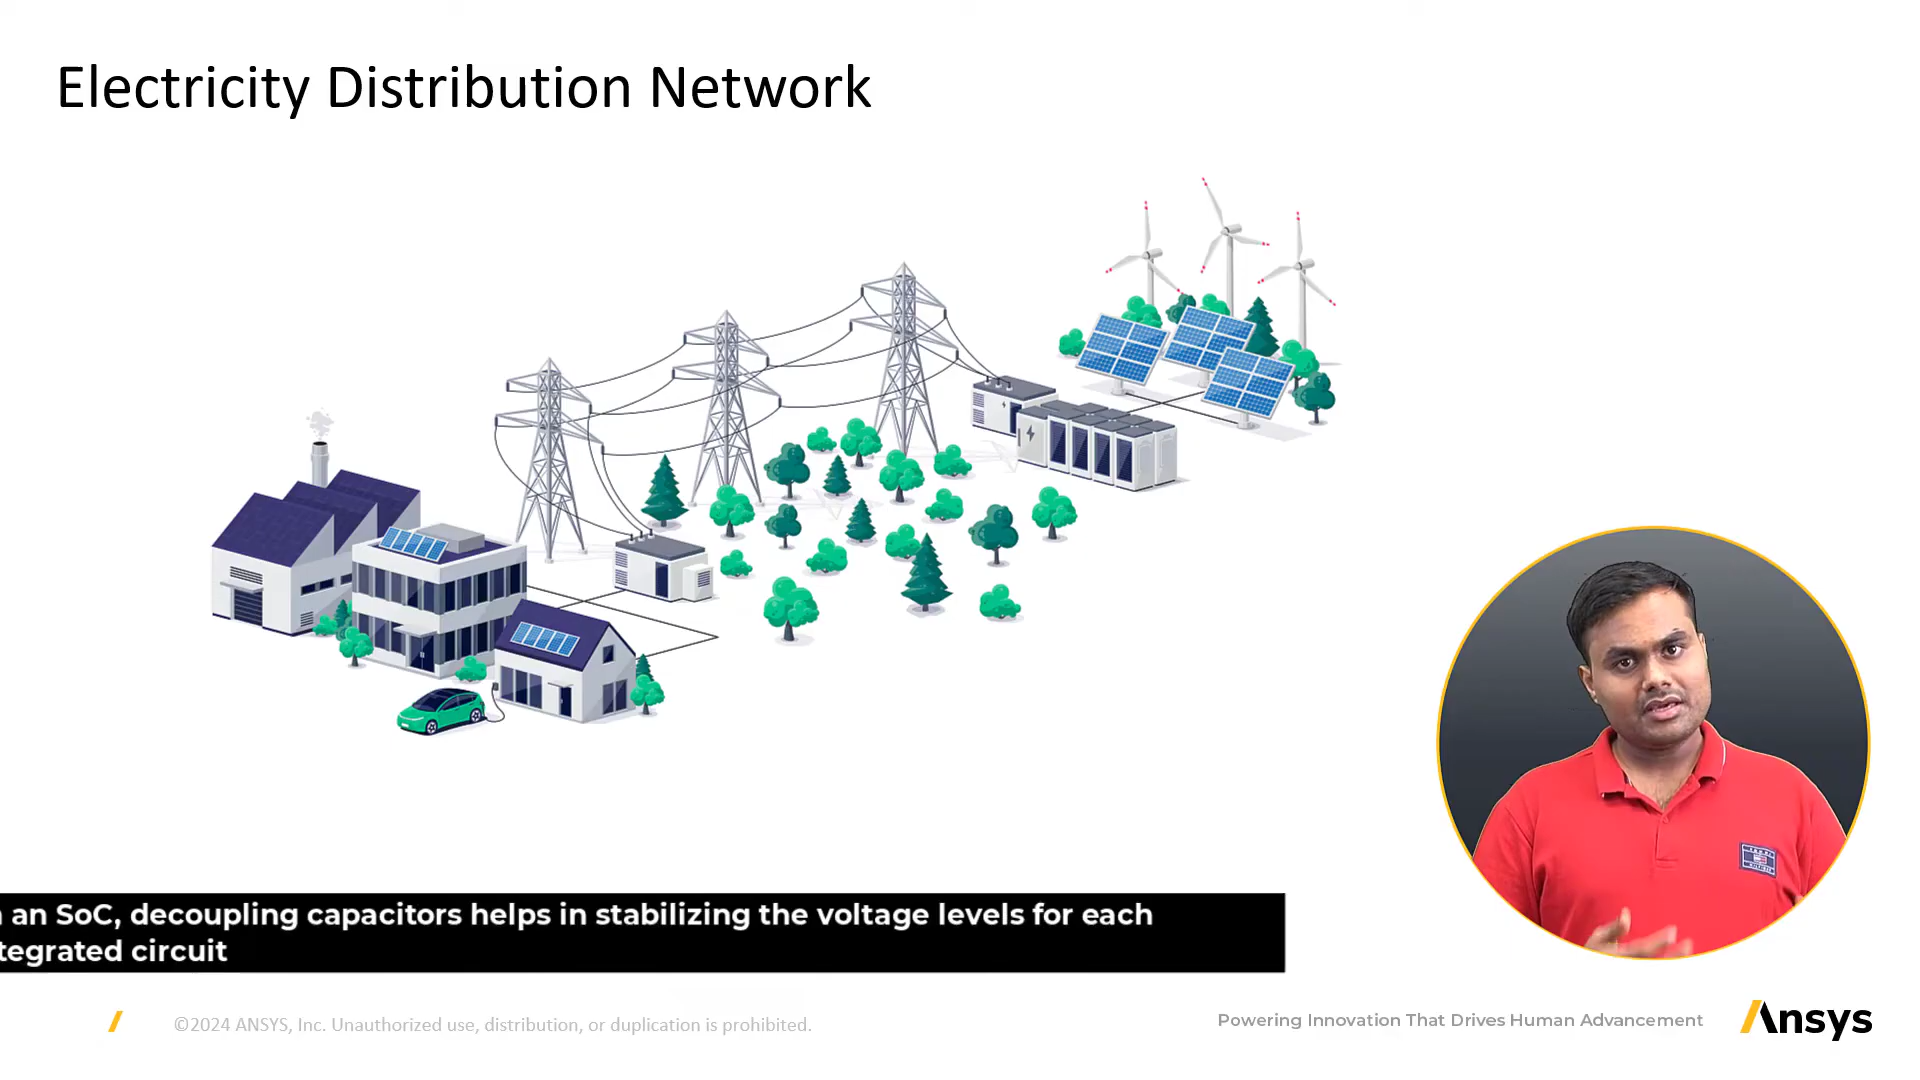 Electricity Distribution Network
an SoC, decoupling capacitors helps in stabilizing the voltage levels for each
tegrated circuit
©2024 ANSYS, Inc. Unauthorized use, distribution, or duplication is prohibited.
Powering Innovation That Drives Human Advancement
Ansys